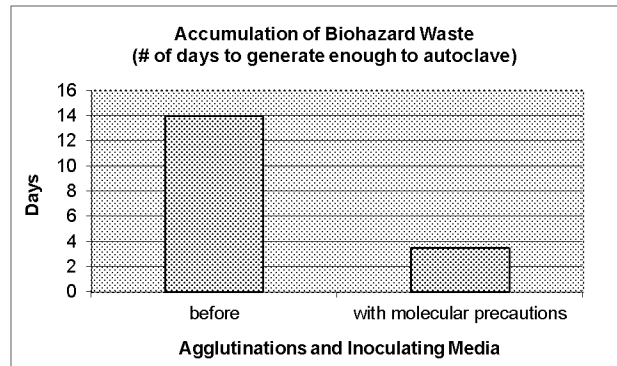 Accumulation of Biohazard Waste
(# of days to generate enough to autoclave)
16
14
12
10
8
6
4
2
0
Days
before
with molecular precautions
Agglutinations and Inoculating Media